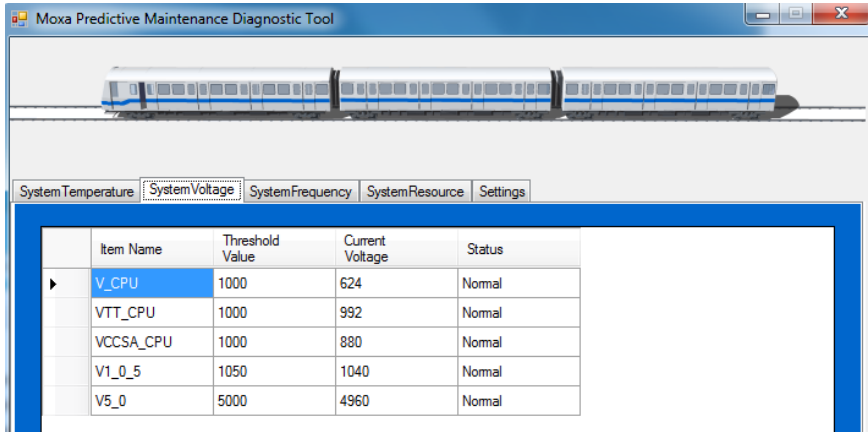 Moxa Predictive Maintenance Diagnostic Tool
SystemTemperature SystemVoltage SystemFrequency SystemResource Settings
Item Name Threshold Value Current Voltage Status
V_CPU 1000 624 Normal
VTT_CPU 1000 992 Normal
VCCSA_CPU 1000 880 Normal
V1_0_5 1050 1040 Normal
V5_0 5000 4960 Normal